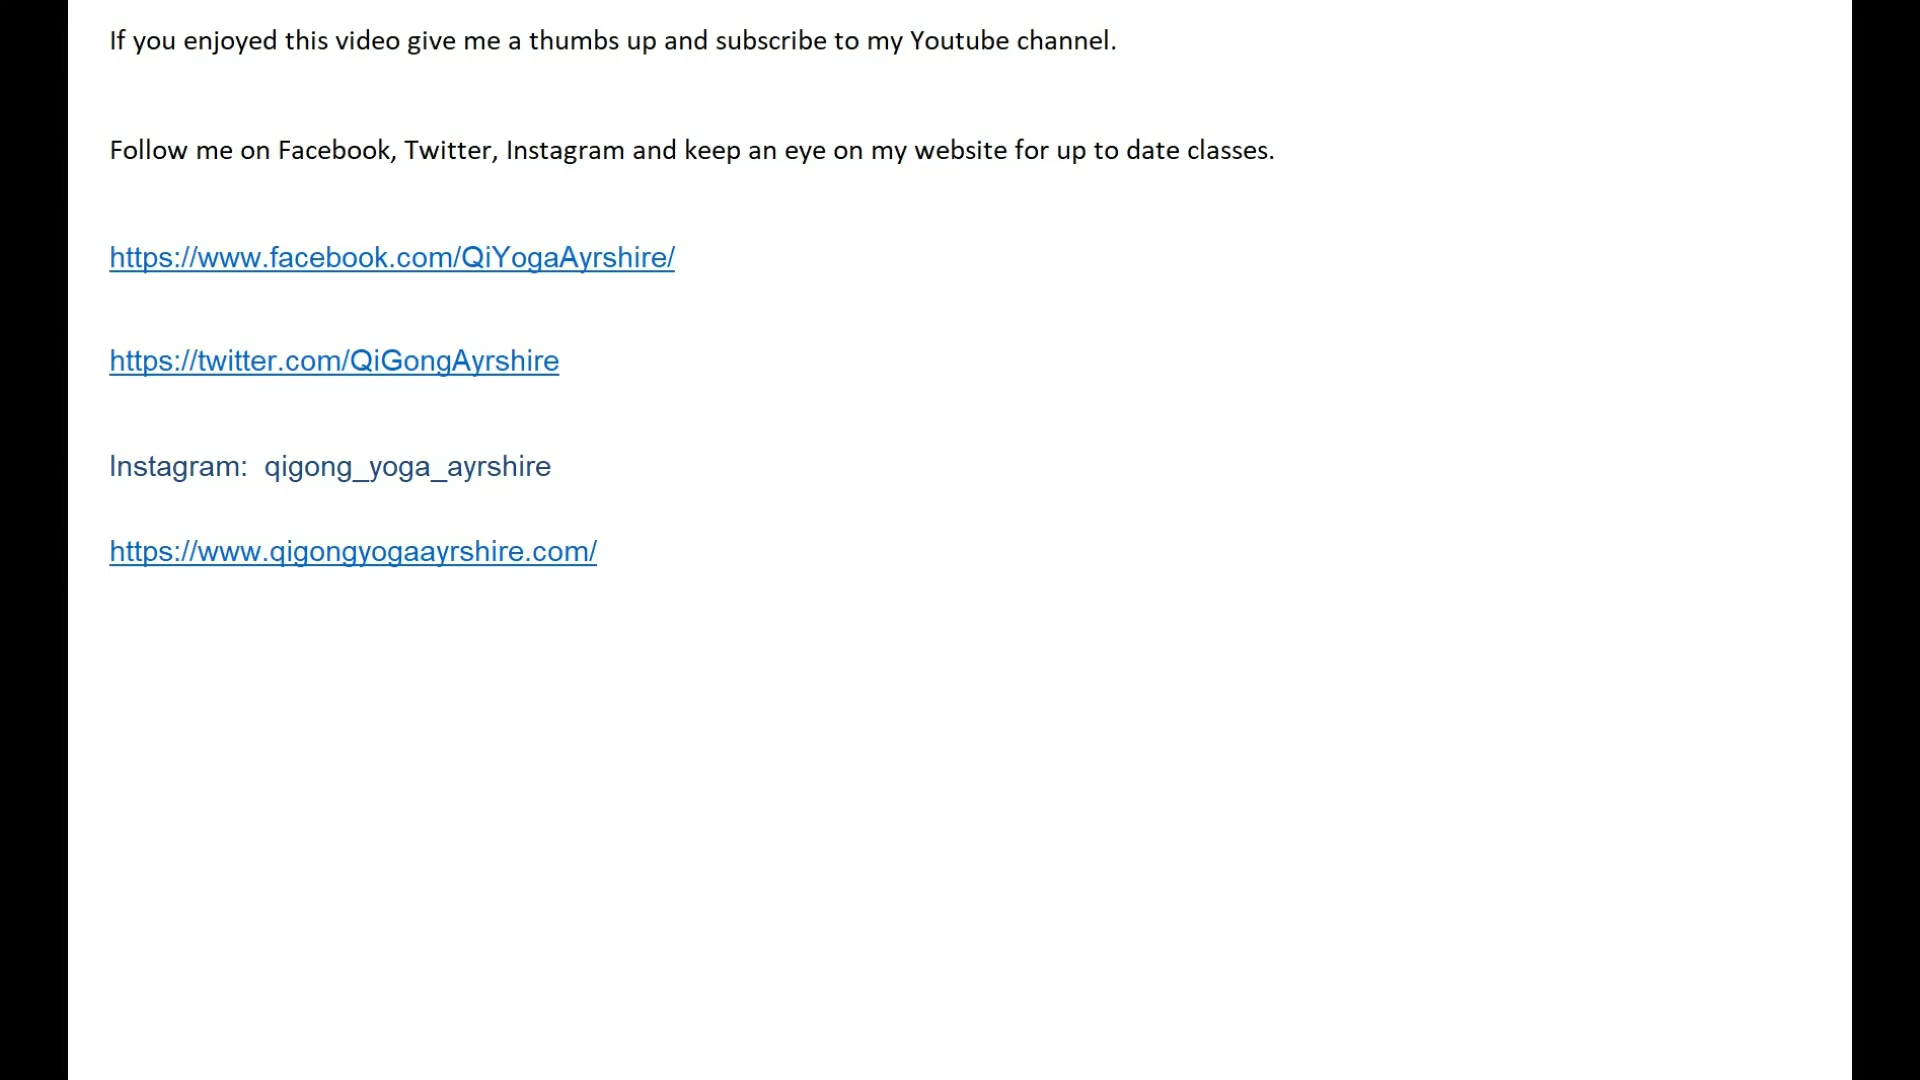 If you enjoyed this video give me a thumbs up and subscribe to my Youtube channel.
Follow me on Facebook, Twitter, Instagram and keep an eye on my website for up to date classes.
https://www.facebook.com/QiYogaAyrshire/
https://twitter.com/QiGongAyrshire
Instagram:  qigong_yoga_ayrshire
https://www.qigongyogaayrshire.com/